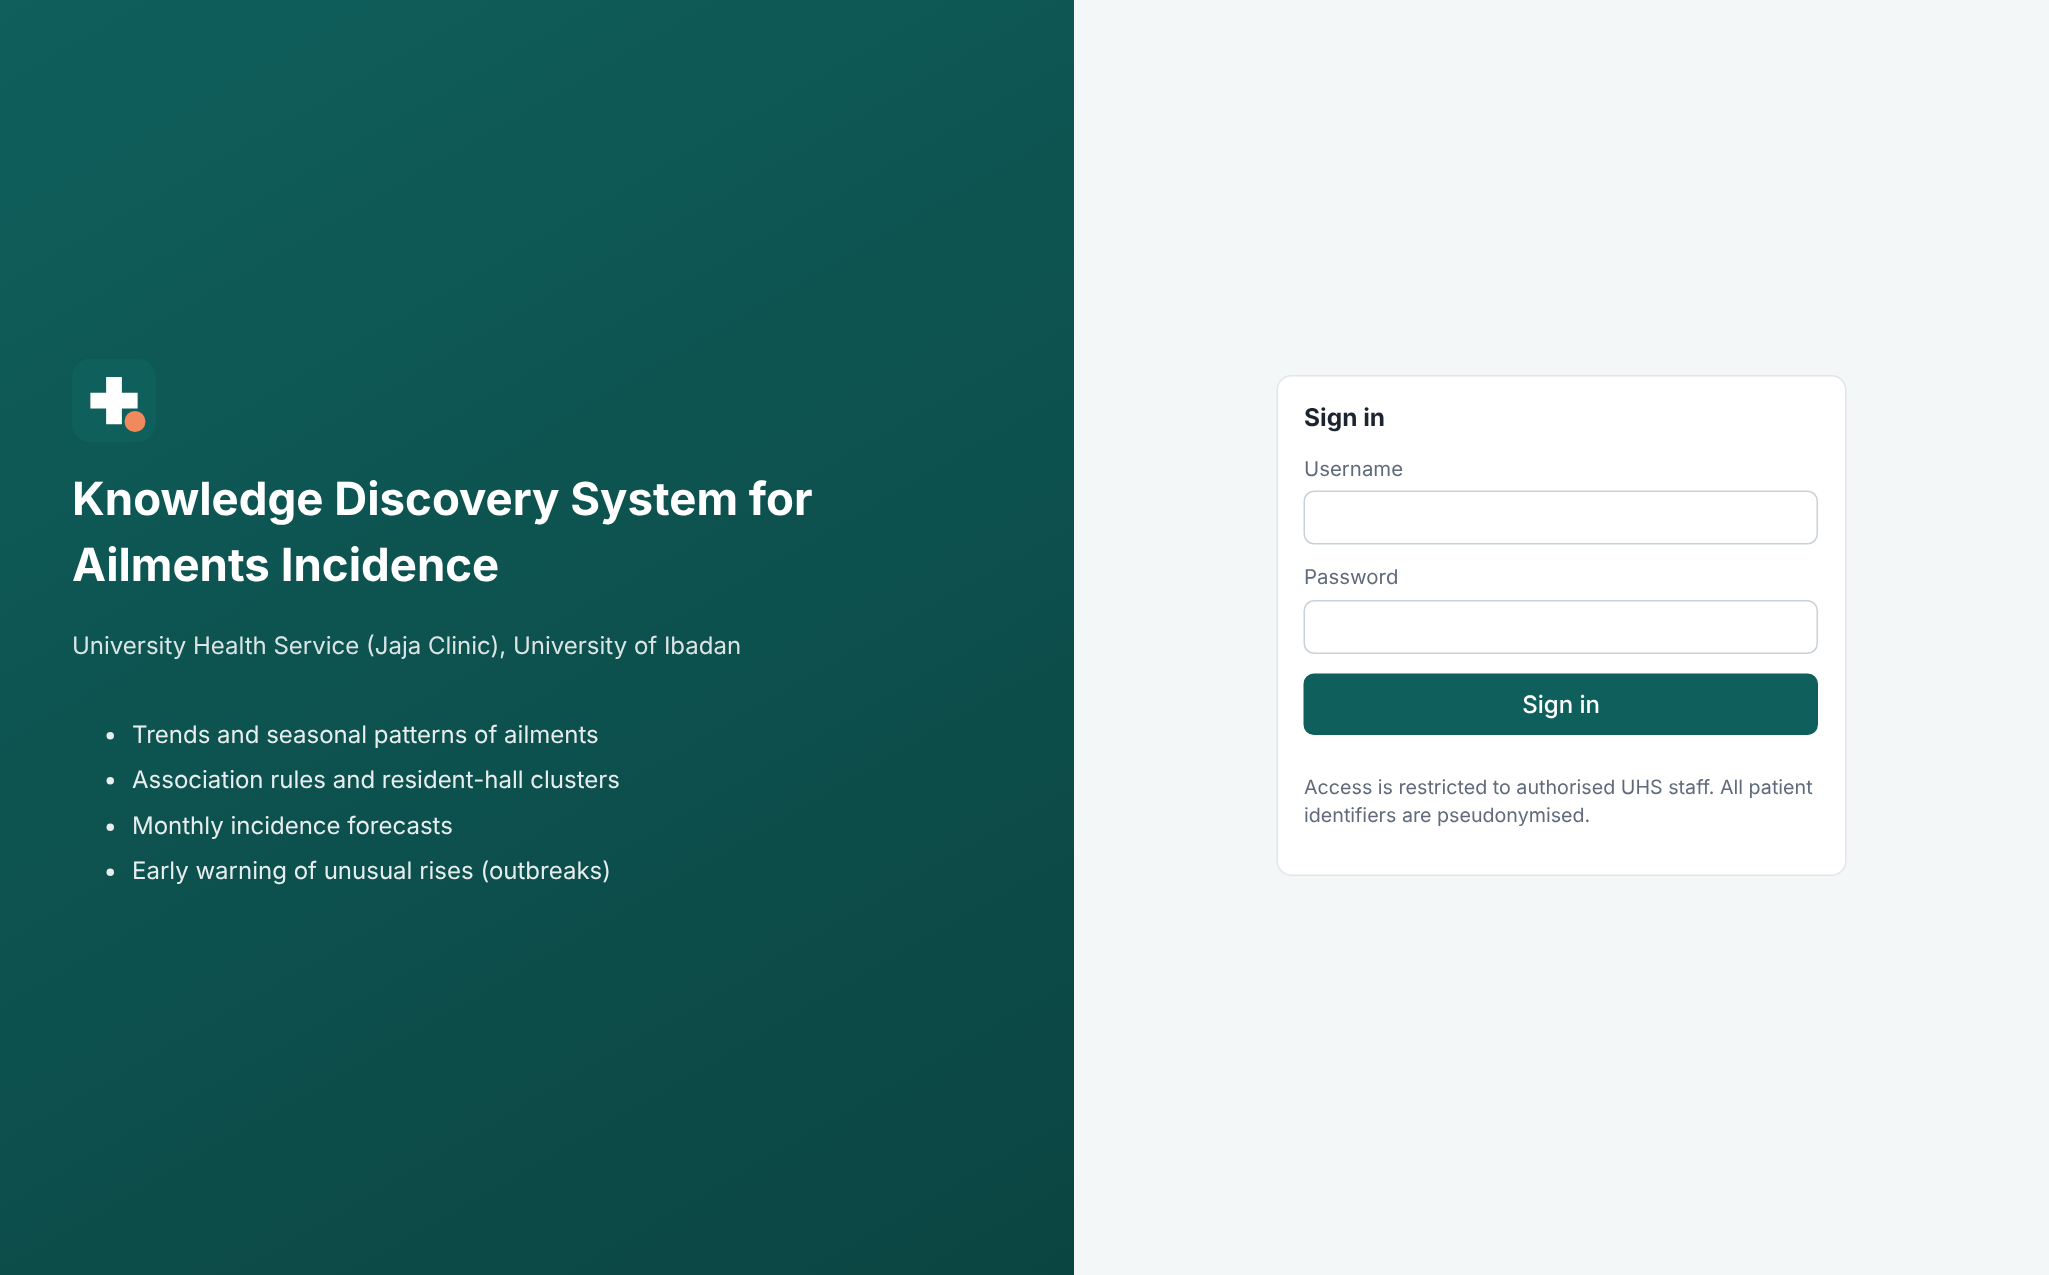 Knowledge Discovery System for
Ailments Incidence
University Health Service (Jaja Clinic), University of Ibadan
• Trends and seasonal patterns of ailments
• Association rules and resident-hall clusters
• Monthly incidence forecasts
• Early warning of unusual rises (outbreaks)
Sign in
Username
Password
Sign in
Access is restricted to authorised UHS staff. All patient
identifiers are pseudonymised.